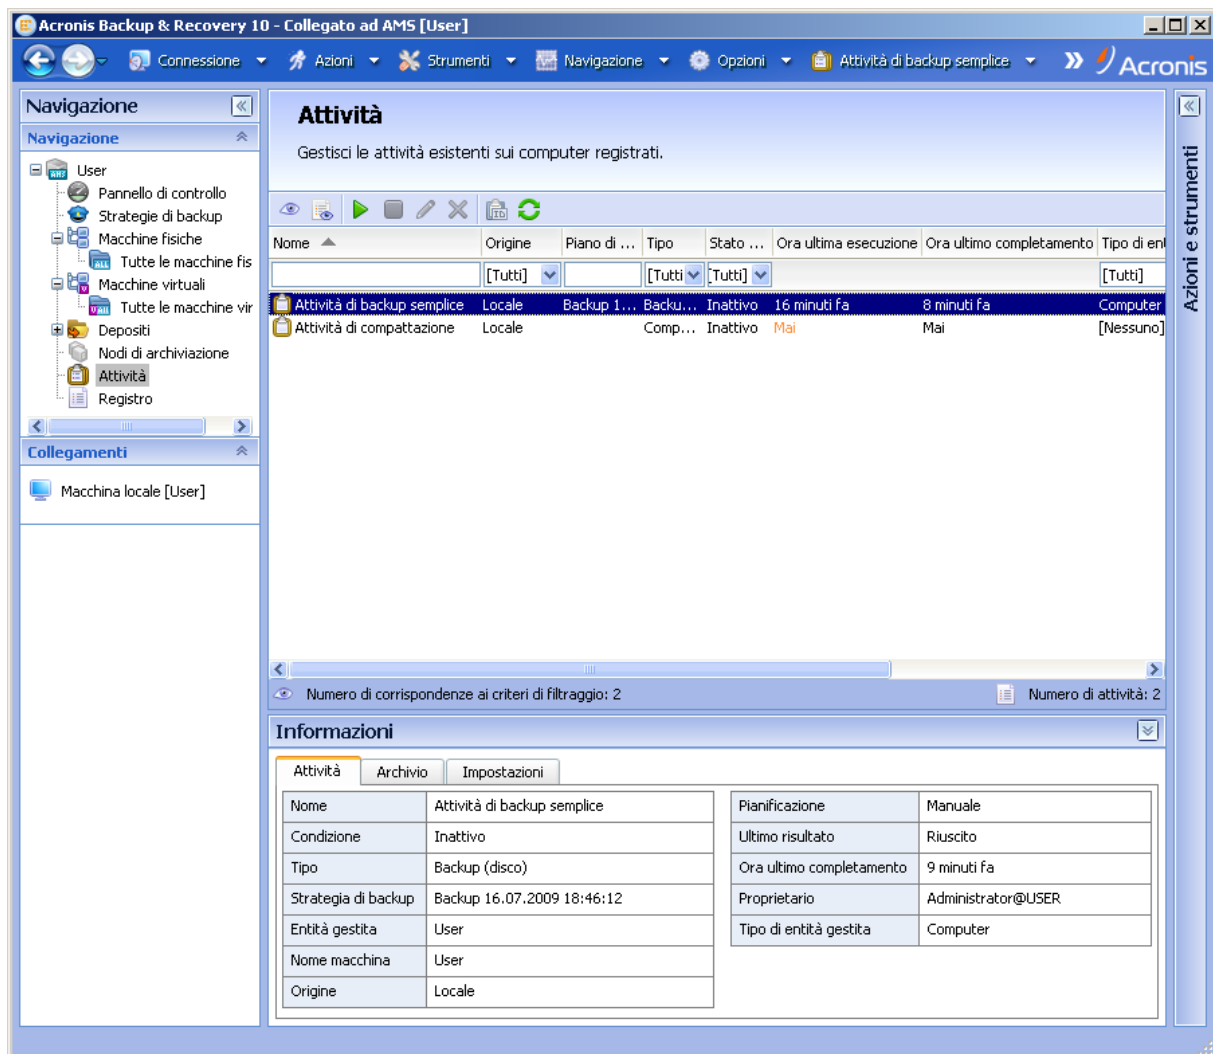 Acronis Backup & Recovery 10 - Collegato ad AMS [User]
Connessione Azioni Strumenti Navigazione Opzioni Attività di backup semplice Acronis
Navigazione
Navigazione
User
Pannello di controllo
Strategie di backup
Macchine fisiche
Tutte le macchine fis
Macchine virtuali
Tutte le macchine vir
Depositi
Nodi di archiviazione
Attività
Registro
Collegamenti
Macchina locale [User]
Attività
Gestisci le attività esistenti sui computer registrati.
Nome Origine Piano di ... Tipo Stato ... Ora ultima esecuzione Ora ultimo completamento Tipo di ent
[Tutti] [Tutti [Tutti] [Tutti]
Attività di backup semplice Locale Backup 1... Backu... Inattivo 16 minuti fa 8 minuti fa Computer
Attività di compattazione Locale Comp... Inattivo Mai Mai [Nessuno]
Numero di corrispondenze ai criteri di filtraggio: 2 Numero di attività: 2
Informazioni
Attività Archivio Impostazioni
Nome Attività di backup semplice
Condizione Inattivo
Tipo Backup (disco)
Strategia di backup Backup 16.07.2009 18:46:12
Entità gestita User
Nome macchina User
Origine Locale
Pianificazione Manuale
Ultimo risultato Riuscito
Ora ultimo completamento 9 minuti fa
Proprietario Administrator@USER
Tipo di entità gestita Computer
Azioni e strumenti